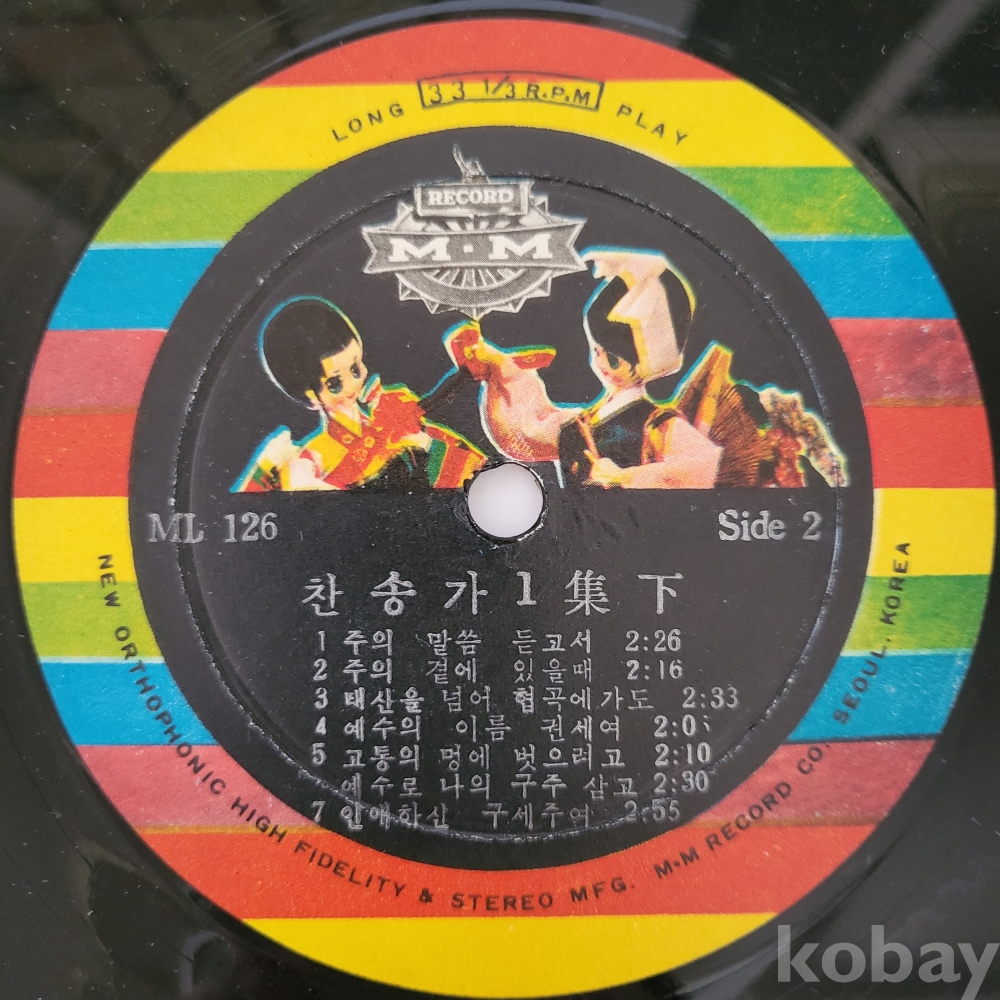 LONG 33 1/3 R.P.M PLAY
RECORD
M·M
ML 126
Side 2
찬송가 1 集 下
1 주의 말씀 듣고서 2:26
2 주의 곁에 있을때 2:16
3 태산을 넘어 협곡에가도 2:33
4 예수의 이름 권세여
5 고통의 멍에 벗으려고 2:10
예수로 나의 구주 삼고 2:30
7 인애하신 구세주여 2:55
NEW ORTHOPHONIC HIGH FIDELITY & STEREO MFG. M·M RECORD CO. SEOUL, KOREA
kobay